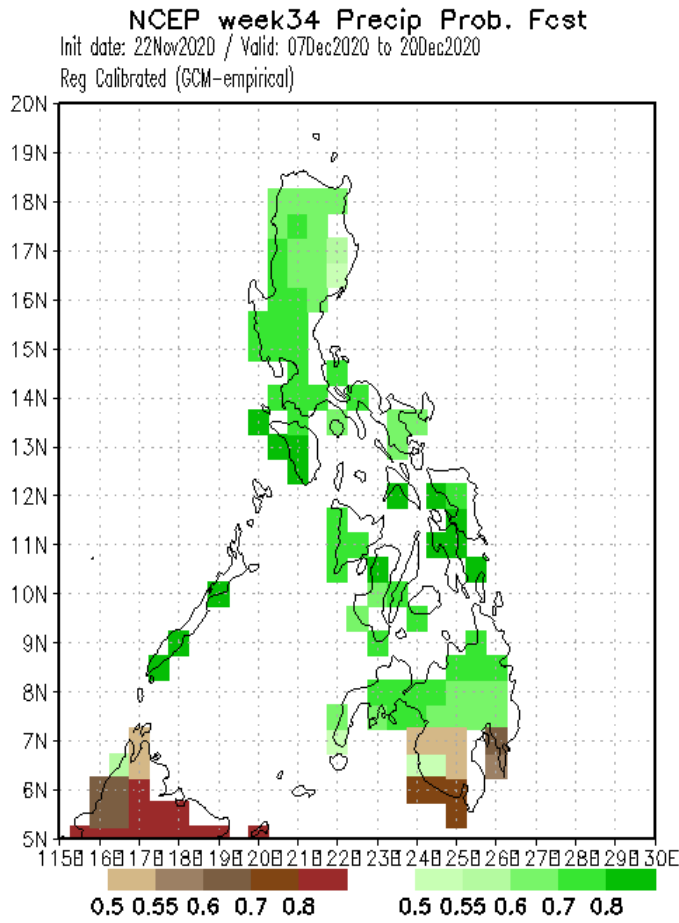 NCEP week34 Precip Prob. Fcst
Init date: 22Nov2020 / Valid: 07Dec2020 to 20Dec2020
Reg Calibrated (GCM-empirical)
20N
19N
18N
17N
16N
15N
14N
13N
12N
11N
10N
9N
8N
7N
6N
5N
0.5 0.55 0.6 0.7 0.8 0.5 0.55 0.6 0.7 0.8